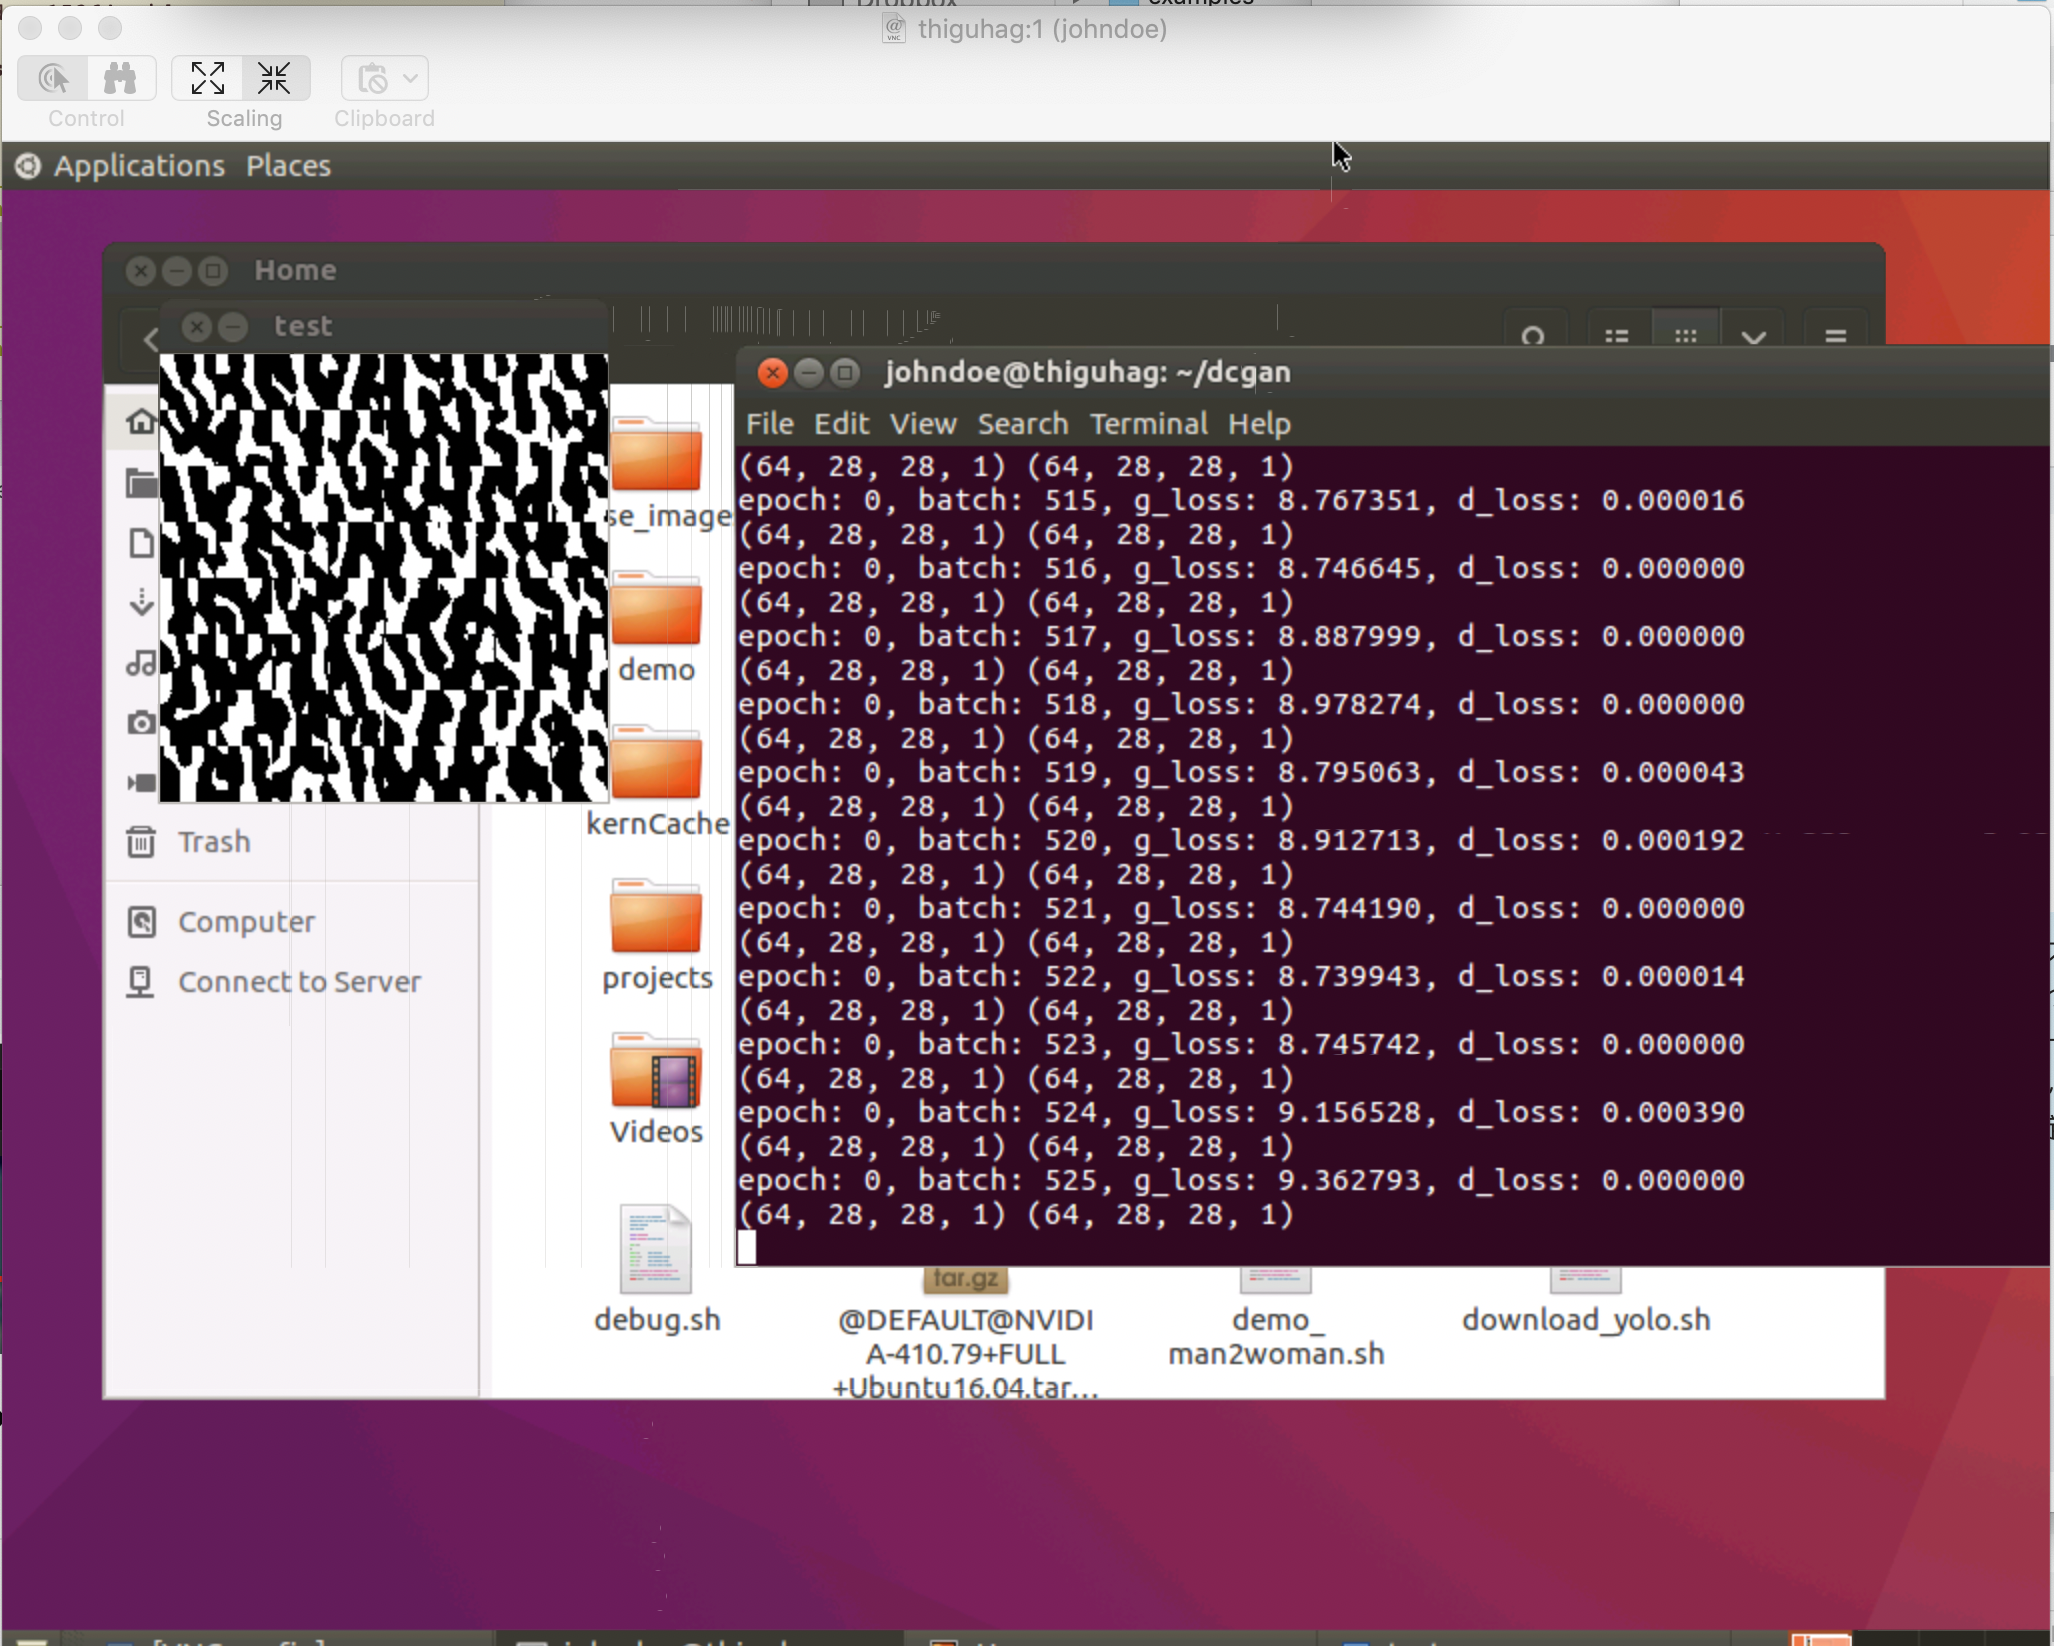 Dropbox
examples
thiguhag:1 (johndoe)
Control
Scaling
Clipboard
Applications Places
Home
test
johndoe@thiguhag: ~/dcgan
File Edit View Search Terminal Help
(64, 28, 28, 1) (64, 28, 28, 1)
epoch: 0, batch: 515, g_loss: 8.767351, d_loss: 0.000016
(64, 28, 28, 1) (64, 28, 28, 1)
epoch: 0, batch: 516, g_loss: 8.746645, d_loss: 0.000000
(64, 28, 28, 1) (64, 28, 28, 1)
epoch: 0, batch: 517, g_loss: 8.887999, d_loss: 0.000000
(64, 28, 28, 1) (64, 28, 28, 1)
epoch: 0, batch: 518, g_loss: 8.978274, d_loss: 0.000000
(64, 28, 28, 1) (64, 28, 28, 1)
epoch: 0, batch: 519, g_loss: 8.795063, d_loss: 0.000043
(64, 28, 28, 1) (64, 28, 28, 1)
epoch: 0, batch: 520, g_loss: 8.912713, d_loss: 0.000192
(64, 28, 28, 1) (64, 28, 28, 1)
epoch: 0, batch: 521, g_loss: 8.744190, d_loss: 0.000000
(64, 28, 28, 1) (64, 28, 28, 1)
epoch: 0, batch: 522, g_loss: 8.739943, d_loss: 0.000014
(64, 28, 28, 1) (64, 28, 28, 1)
epoch: 0, batch: 523, g_loss: 8.745742, d_loss: 0.000000
(64, 28, 28, 1) (64, 28, 28, 1)
epoch: 0, batch: 524, g_loss: 9.156528, d_loss: 0.000390
(64, 28, 28, 1) (64, 28, 28, 1)
epoch: 0, batch: 525, g_loss: 9.362793, d_loss: 0.000000
(64, 28, 28, 1) (64, 28, 28, 1)
se_image
demo
kernCache
projects
Videos
Trash
Computer
Connect to Server
debug.sh
tar.gz
@DEFAULT@NVIDI
A-410.79+FULL
+Ubuntu16.04.tar...
demo_
man2woman.sh
download_yolo.sh